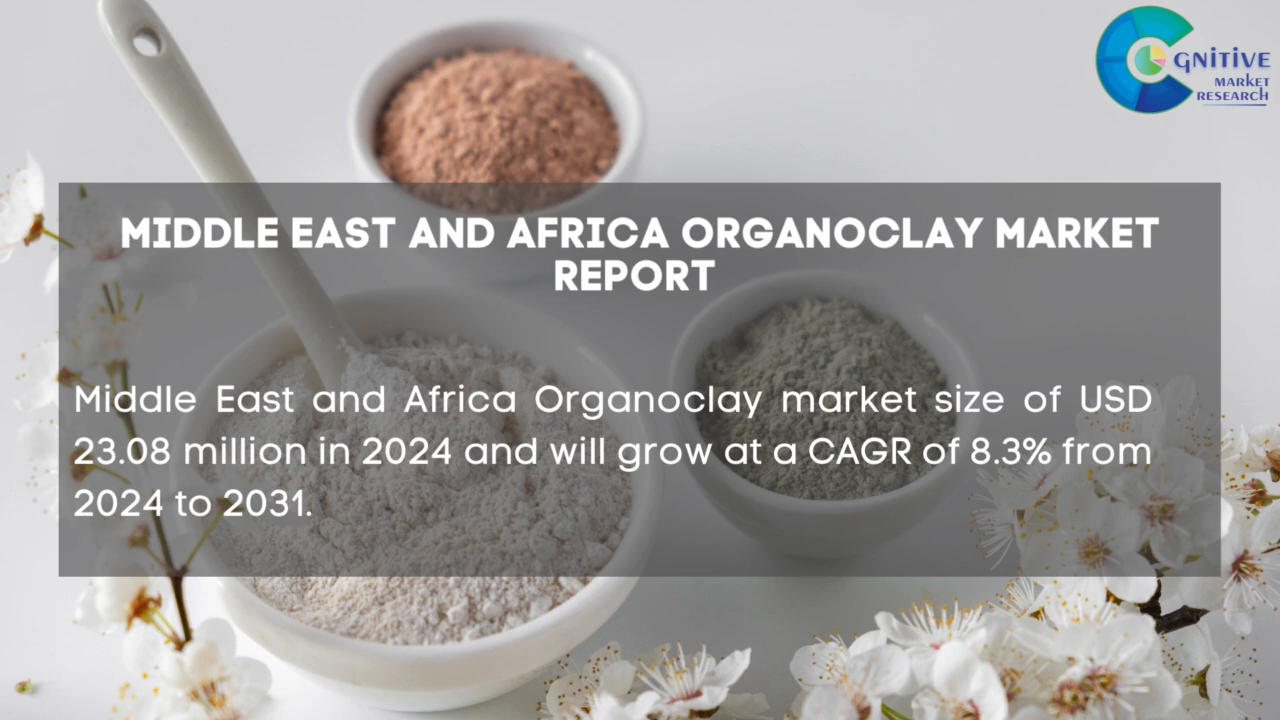 GNITIVE
MARKET
RESEARCH
MIDDLE EAST AND AFRICA ORGANOCLAY MARKET
REPORT
Middle East and Africa Organoclay market size of USD
23.08 million in 2024 and will grow at a CAGR of 8.3% from
2024 to 2031.